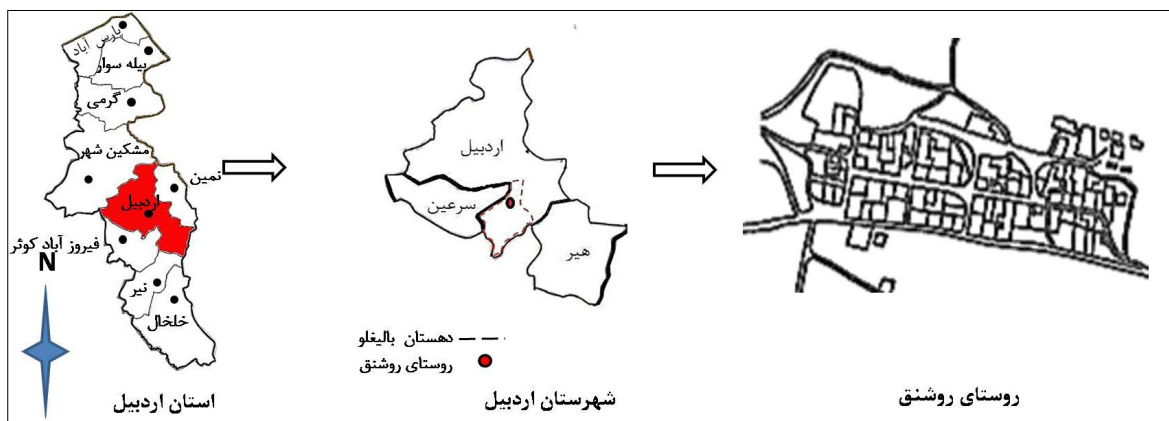 پارس آباد
بیله سوار
گرمی
مشکین شهر
نمین
اردبیل
فیروز آباد کوثر
N
نیر
خلخال
استان اردبیل
اردبیل
سرعین
هیر
دهستان بالیغلو
روستای روشنق
شهرستان اردبیل
روستای روشنق